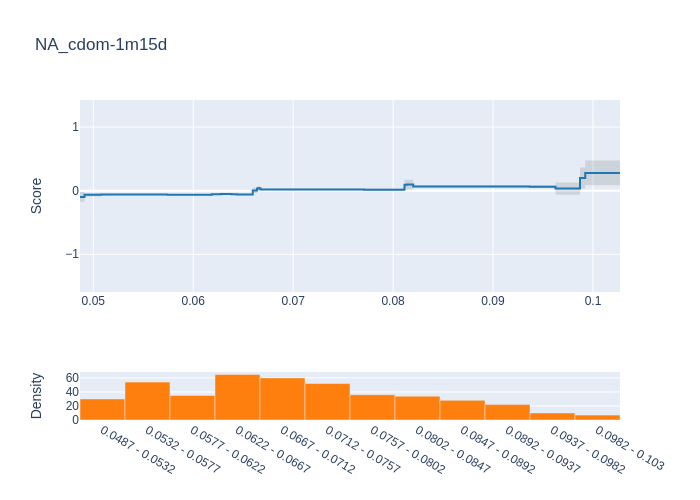 NA_cdom-1m15d
Score
1
0
−1
0.05 0.06 0.07 0.08 0.09 0.1
Density
60
40
20
0
0.0487 - 0.0532
0.0532 - 0.0577
0.0577 - 0.0622
0.0622 - 0.0667
0.0667 - 0.0712
0.0712 - 0.0757
0.0757 - 0.0802
0.0802 - 0.0847
0.0847 - 0.0892
0.0892 - 0.0937
0.0937 - 0.0982
0.0982 - 0.103